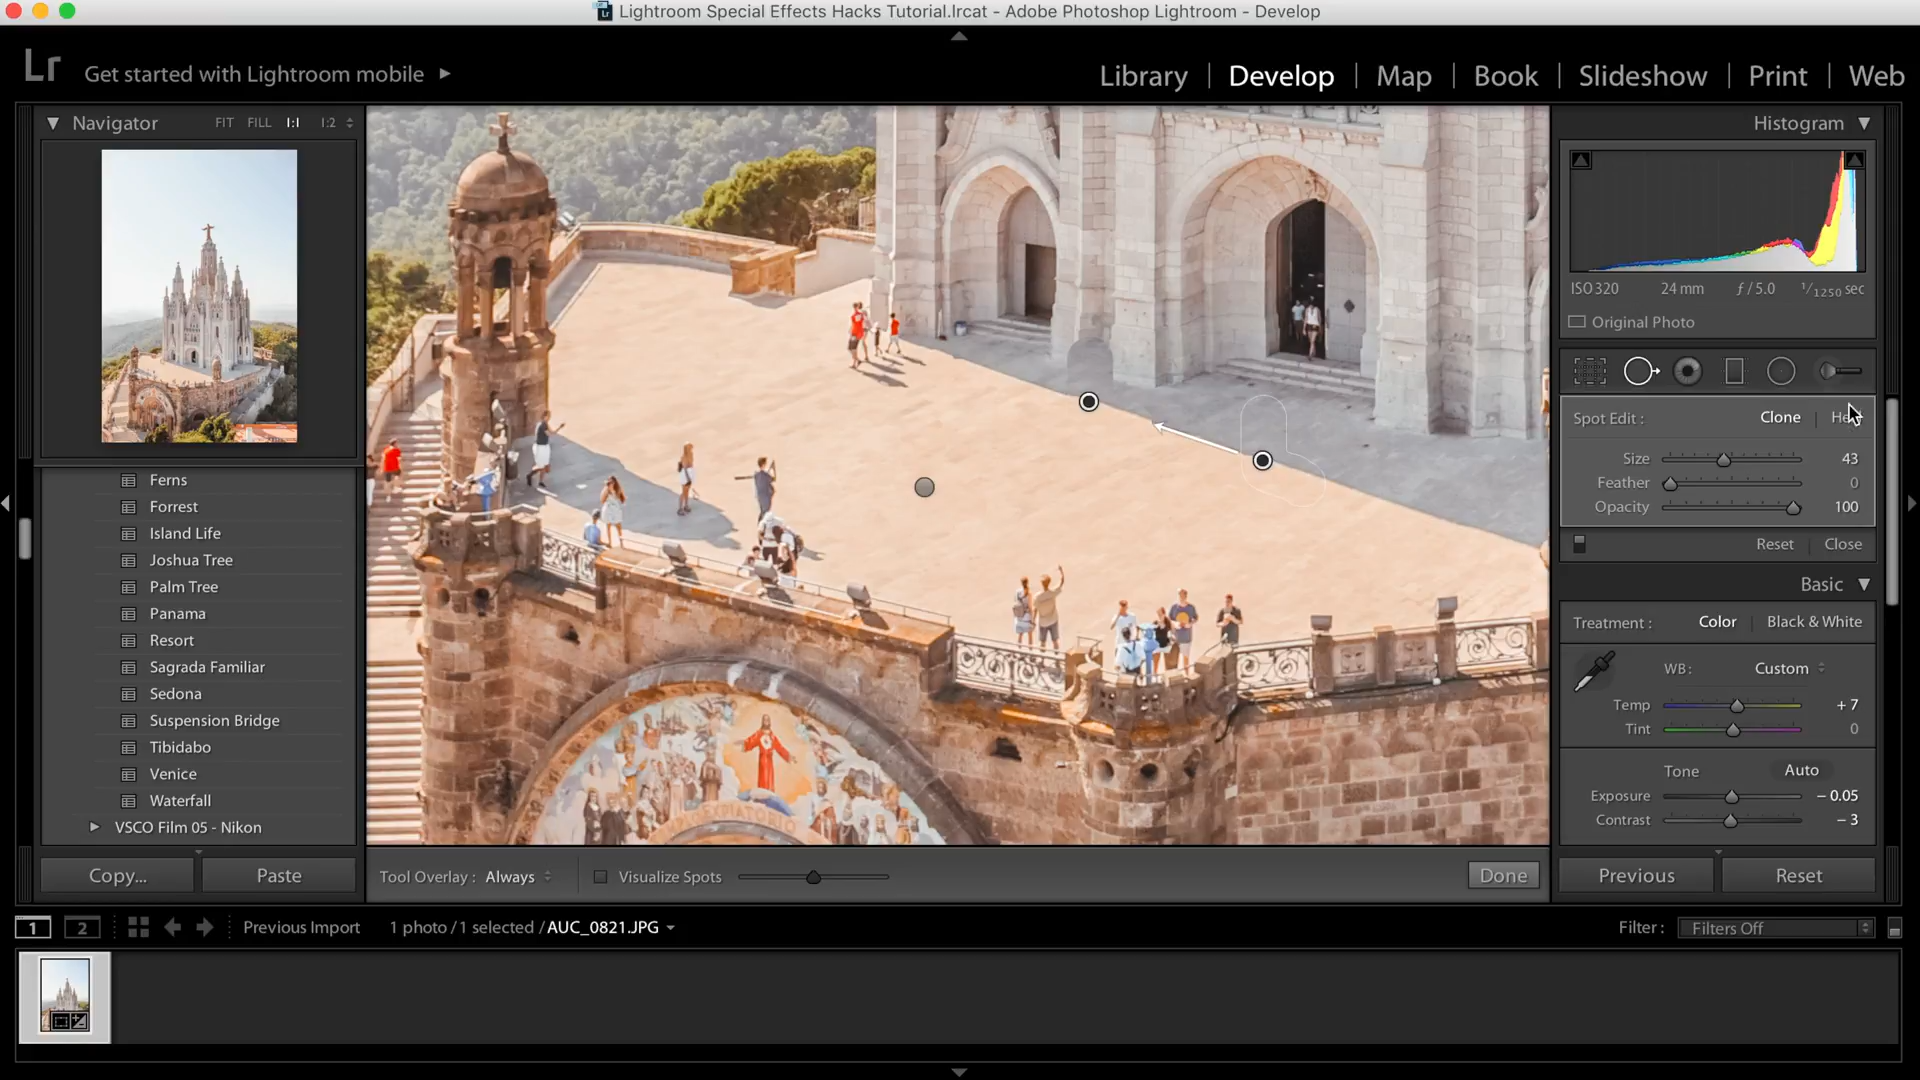 Lightroom Special Effects Hacks Tutorial.lrcat - Adobe Photoshop Lightroom - Develop
Lr
Get started with Lightroom mobile
Library | Develop | Map | Book | Slideshow | Print | Web
Navigator FIT FILL 1:1 1:2
Ferns
Forrest
Island Life
Joshua Tree
Palm Tree
Panama
Resort
Sagrada Familiar
Sedona
Suspension Bridge
Tibidabo
Venice
Waterfall
VSCO Film 05 - Nikon
Copy... Paste
Tool Overlay : Always Visualize Spots Done
Histogram
ISO 320 24 mm ƒ / 5.0 1/1250 sec
Original Photo
Spot Edit : Clone |
Size 43
Feather 0
Opacity 100
Reset | Close
Basic
Treatment : Color | Black & White
WB: Custom
Temp + 7
Tint 0
Tone Auto
Exposure − 0.05
Contrast − 3
Previous Reset
1 2 Previous Import 1 photo / 1 selected / AUC_0821.JPG Filter : Filters Off